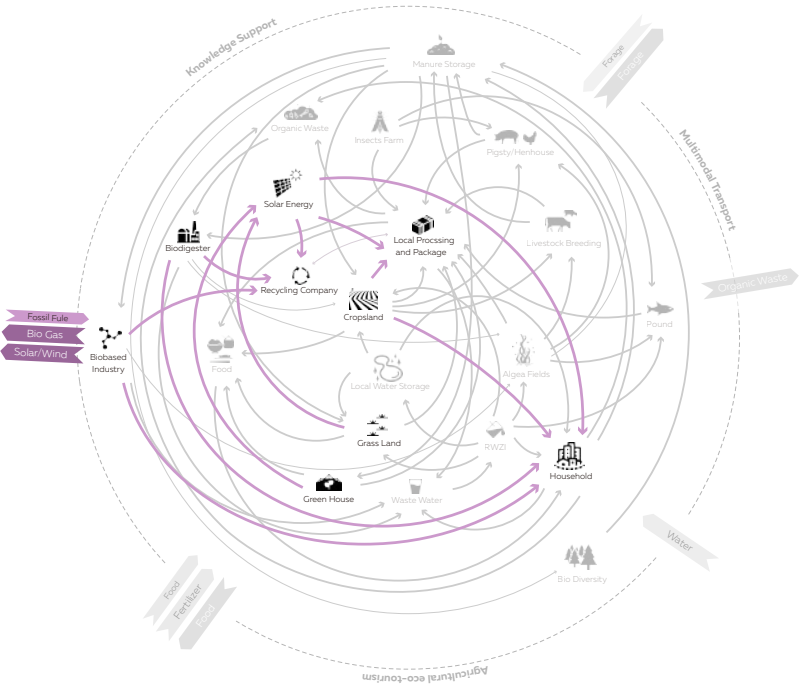 Knowledge Support
Manure Storage
Forage
Forage
Organic Waste
Insects Farm
Pigsty/Henhouse
Multimodal Transport
Solar Energy
Biodigester
Local Procssing
and Package
Livestock Breeding
Recycling Company
Organic Waste
Cropsland
Fossil Fule
Bio Gas
Solar/Wind
Biobased
Industry
Pound
Food
Local Water Storage
Algea Fields
Grass Land
RWZI
Household
Green House
Waste Water
Water
Bio Diversity
Food
Fertilizer
Food
Agricultural eco-tourism